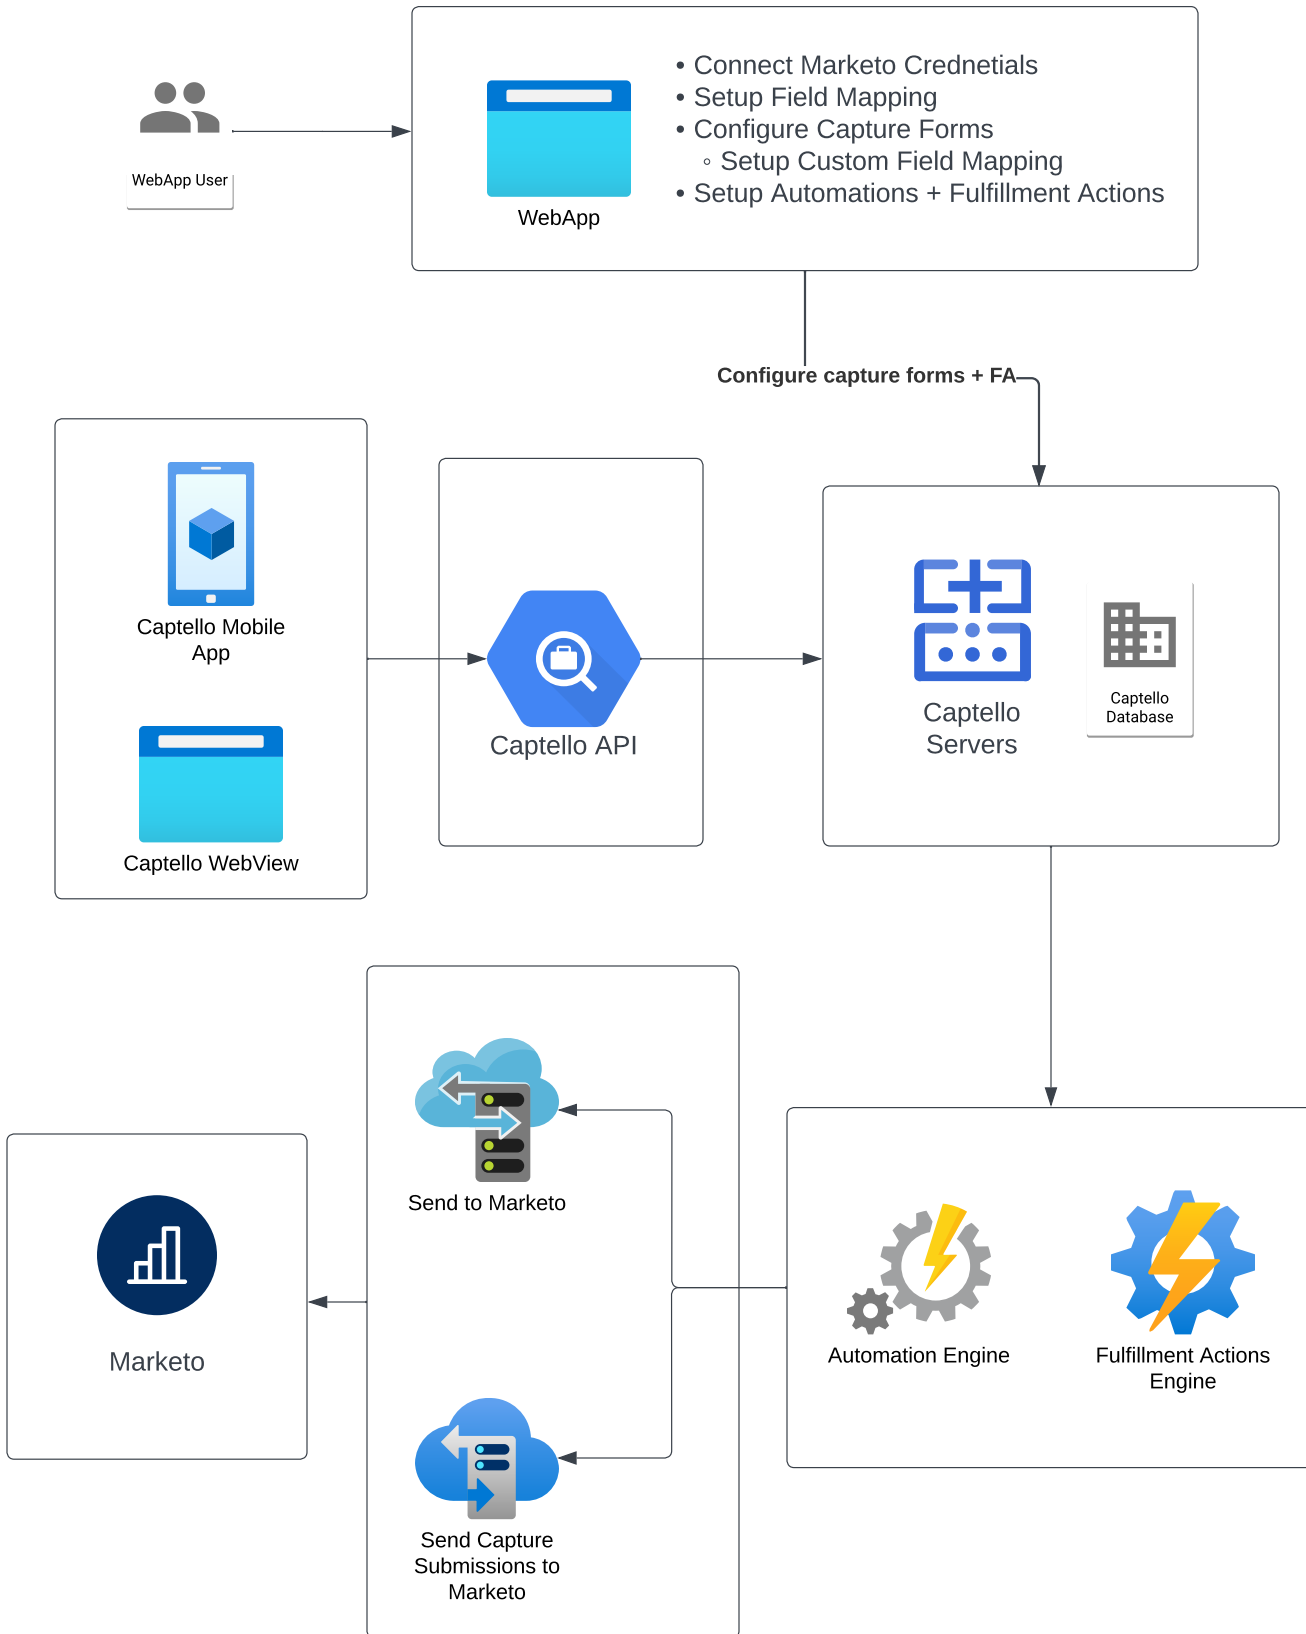 • Connect Marketo Crednetials
• Setup Field Mapping
• Configure Capture Forms
◦ Setup Custom Field Mapping
• Setup Automations + Fulfillment Actions
WebApp User
WebApp
Configure capture forms + FA
Captello Mobile
App
Captello WebView
Captello API
Captello
Servers
Captello
Database
Send to Marketo
Marketo
Automation Engine
Fulfillment Actions
Engine
Send Capture
Submissions to
Marketo